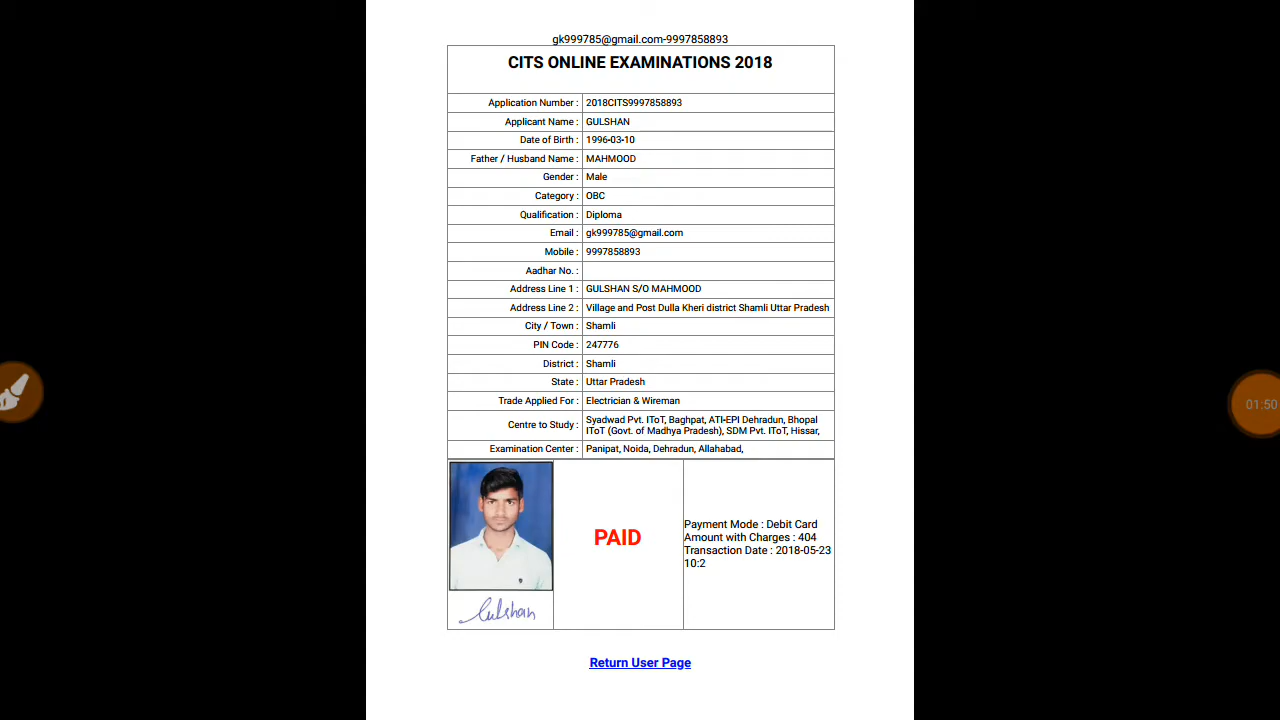 gk999785@gmail.com-9997858893
CITS ONLINE EXAMINATIONS 2018
Application Number : 2018CITS9997858893
Applicant Name : GULSHAN
Date of Birth : 1996-03-10
Father / Husband Name : MAHMOOD
Gender : Male
Category : OBC
Qualification : Diploma
Email : gk999785@gmail.com
Mobile : 9997858893
Aadhar No. :
Address Line 1 : GULSHAN S/O MAHMOOD
Address Line 2 : Village and Post Dulla Kheri district Shamli Uttar Pradesh
City / Town : Shamli
PIN Code : 247776
District : Shamli
State : Uttar Pradesh
Trade Applied For : Electrician & Wireman
Centre to Study : Syadwad Pvt. IToT, Baghpat, ATI-EPI Dehradun, Bhopal
IToT (Govt. of Madhya Pradesh), SDM Pvt. IToT, Hissar,
Examination Center : Panipat, Noida, Dehradun, Allahabad,
Payment Mode : Debit Card
PAID
Amount with Charges : 404
Transaction Date : 2018-05-23
10:2
Gulshan
Return User Page
01:50